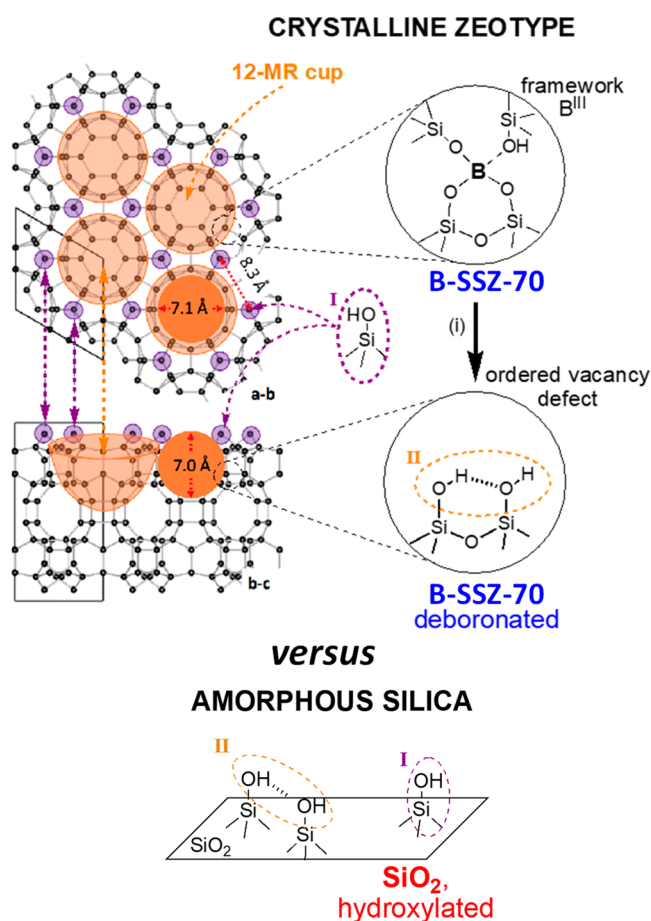 CRYSTALLINE ZEOTYPE
12-MR cup
framework
B^III
Si
Si
O
OH
B
O
O
Si
Si
O
B-SSZ-70
8.3 Å
7.1 Å
I
HO
Si
a-b
(i)
ordered vacancy
defect
7.0 Å
b-c
II
H
H
O
O
Si
Si
O
B-SSZ-70
deboronated
versus
AMORPHOUS SILICA
II
I
OH
OH
OH
Si
Si
Si
SiO₂
SiO₂,
hydroxylated